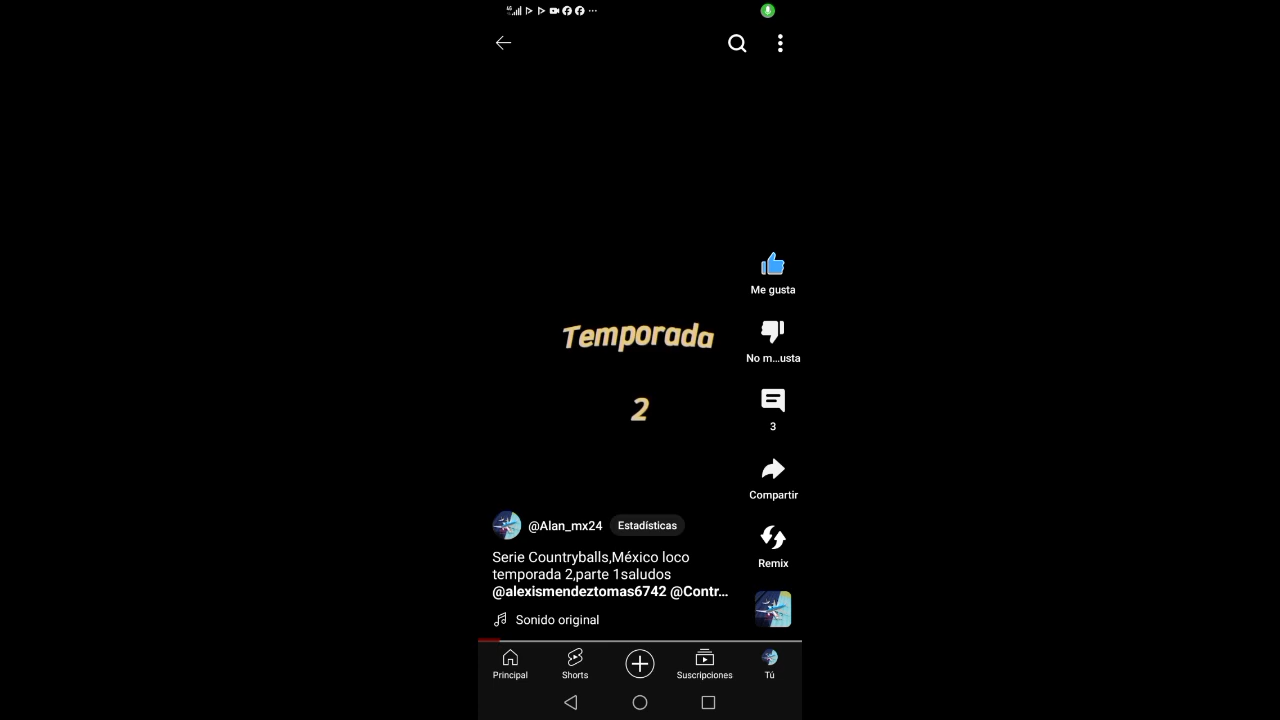 4G
Temporada
2
Me gusta
No m...usta
3
Compartir
Remix
@Alan_mx24 Estadísticas
Serie Countryballs,México loco
temporada 2,parte 1saludos
@alexismendeztomas6742 @Contr...
Sonido original
Principal Shorts Suscripciones Tú